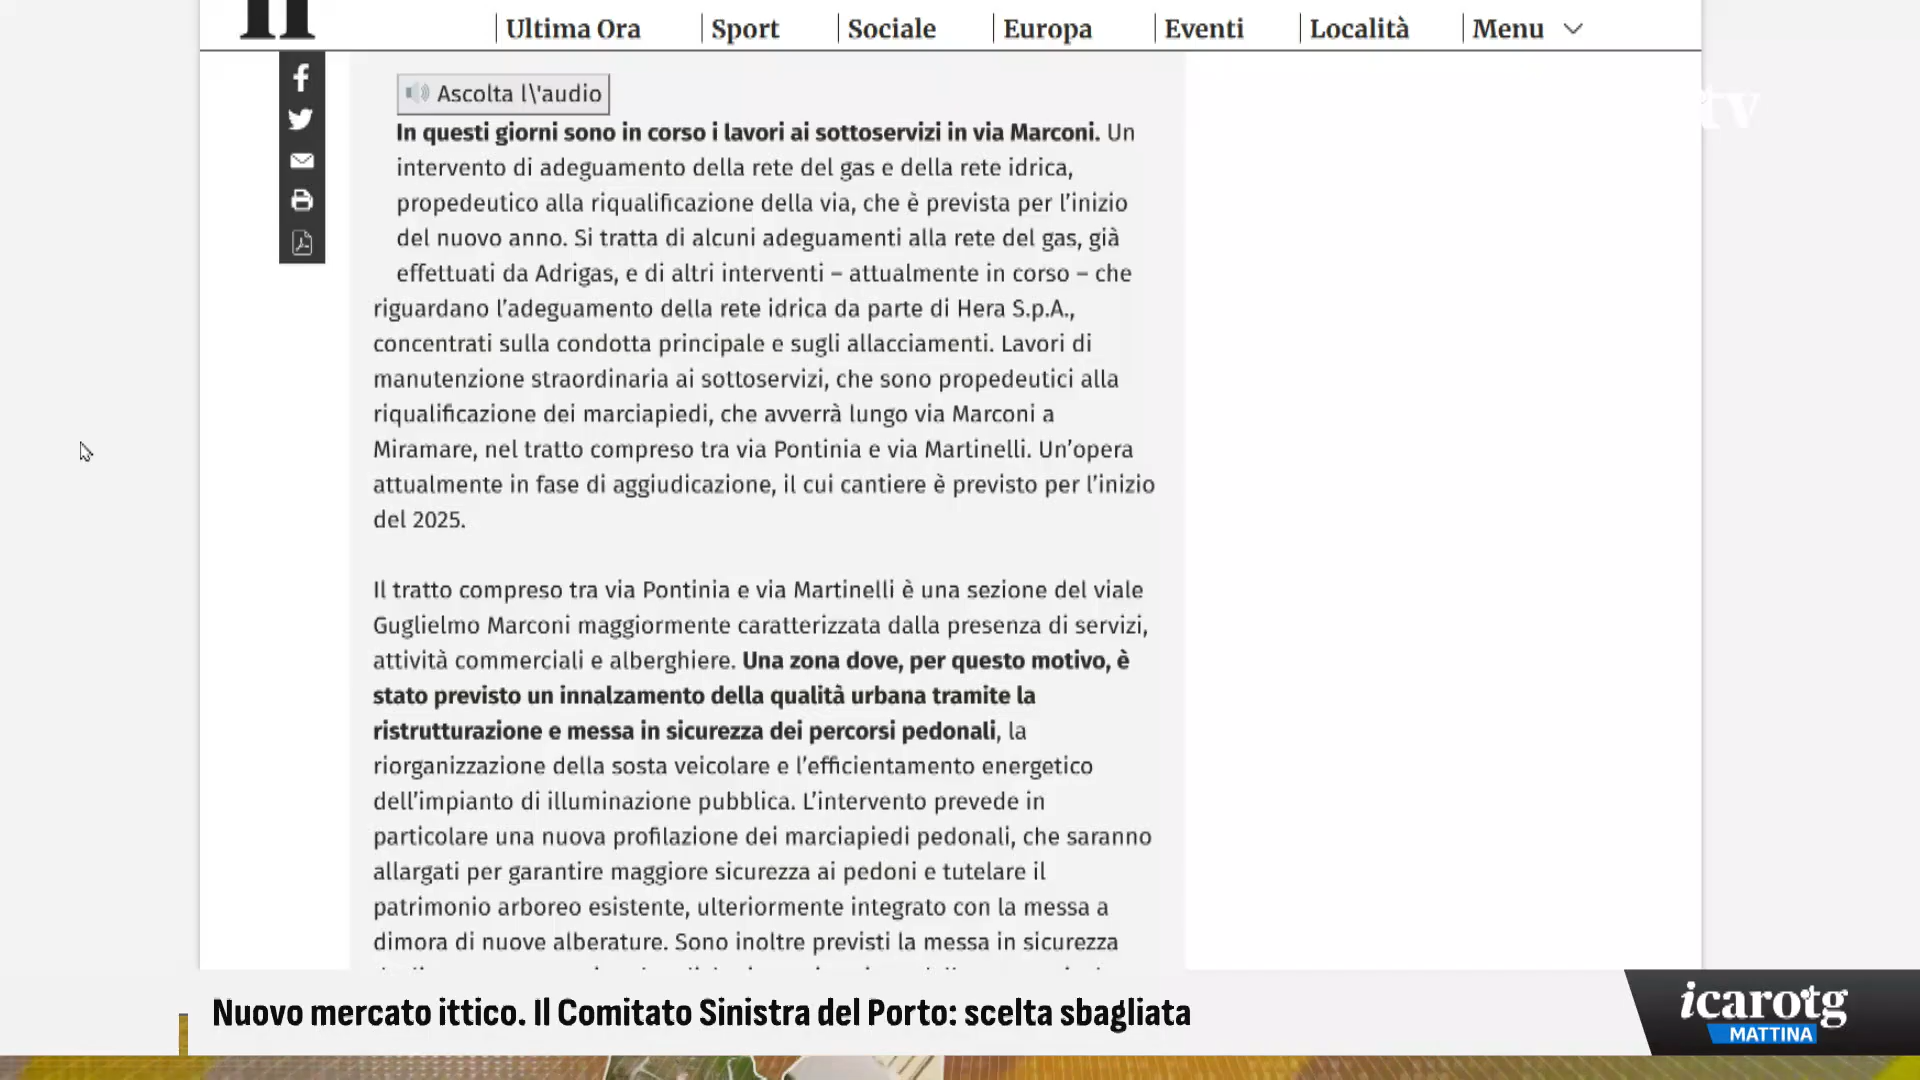 Ultima Ora
Sport
Sociale
Europa
Eventi
Località
Menu
tv
Ascolta l\'audio
In questi giorni sono in corso i lavori ai sottoservizi in via Marconi. Un
intervento di adeguamento della rete del gas e della rete idrica,
propedeutico alla riqualificazione della via, che è prevista per l’inizio
del nuovo anno. Si tratta di alcuni adeguamenti alla rete del gas, già
effettuati da Adrigas, e di altri interventi – attualmente in corso – che
riguardano l’adeguamento della rete idrica da parte di Hera S.p.A.,
concentrati sulla condotta principale e sugli allacciamenti. Lavori di
manutenzione straordinaria ai sottoservizi, che sono propedeutici alla
riqualificazione dei marciapiedi, che avverrà lungo via Marconi a
Miramare, nel tratto compreso tra via Pontinia e via Martinelli. Un’opera
attualmente in fase di aggiudicazione, il cui cantiere è previsto per l’inizio
del 2025.
Il tratto compreso tra via Pontinia e via Martinelli è una sezione del viale
Guglielmo Marconi maggiormente caratterizzata dalla presenza di servizi,
attività commerciali e alberghiere. Una zona dove, per questo motivo, è
stato previsto un innalzamento della qualità urbana tramite la
ristrutturazione e messa in sicurezza dei percorsi pedonali, la
riorganizzazione della sosta veicolare e l’efficientamento energetico
dell’impianto di illuminazione pubblica. L’intervento prevede in
particolare una nuova profilazione dei marciapiedi pedonali, che saranno
allargati per garantire maggiore sicurezza ai pedoni e tutelare il
patrimonio arboreo esistente, ulteriormente integrato con la messa a
dimora di nuove alberature. Sono inoltre previsti la messa in sicurezza
Nuovo mercato ittico. Il Comitato Sinistra del Porto: scelta sbagliata
icarotg
MATTINA